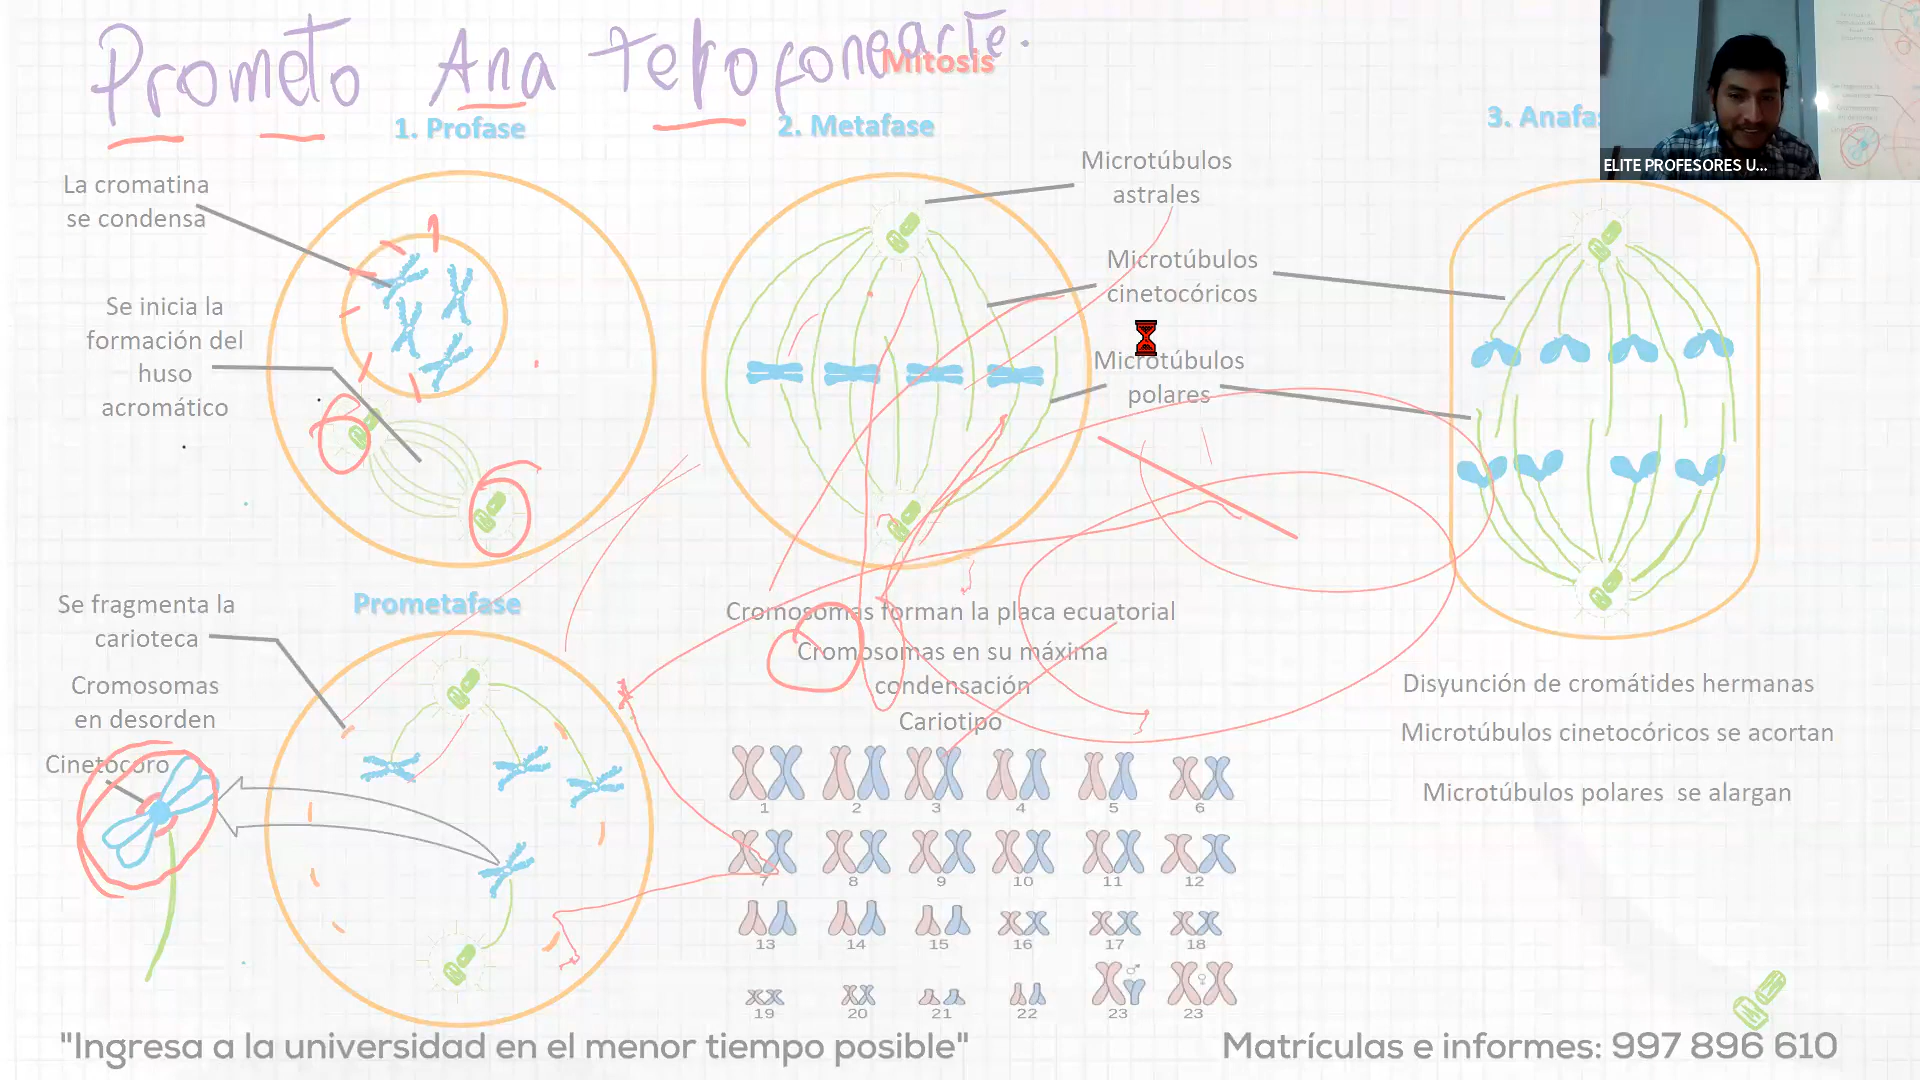 Prometo Ana telofonearte.
Mitosis
1. Profase
La cromatina
se condensa
Se inicia la
formación del
huso
acromático
2. Metafase
Microtúbulos
astrales
Microtúbulos
cinetocóricos
Microtúbulos
polares
3. Anafas
ELITE PROFESORES U...
Prometafase
Se fragmenta la
carioteca
Cromosomas
en desorden
Cinetocoro
Cromosomas forman la placa ecuatorial
Cromosomas en su máxima
condensación
Cariotipo
1 2 3 4 5 6
7 8 9 10 11 12
13 14 15 16 17 18
♂ ♀
19 20 21 22 23 23
Disyunción de cromátides hermanas
Microtúbulos cinetocóricos se acortan
Microtúbulos polares se alargan
"Ingresa a la universidad en el menor tiempo posible"
Matrículas e informes: 997 896 610